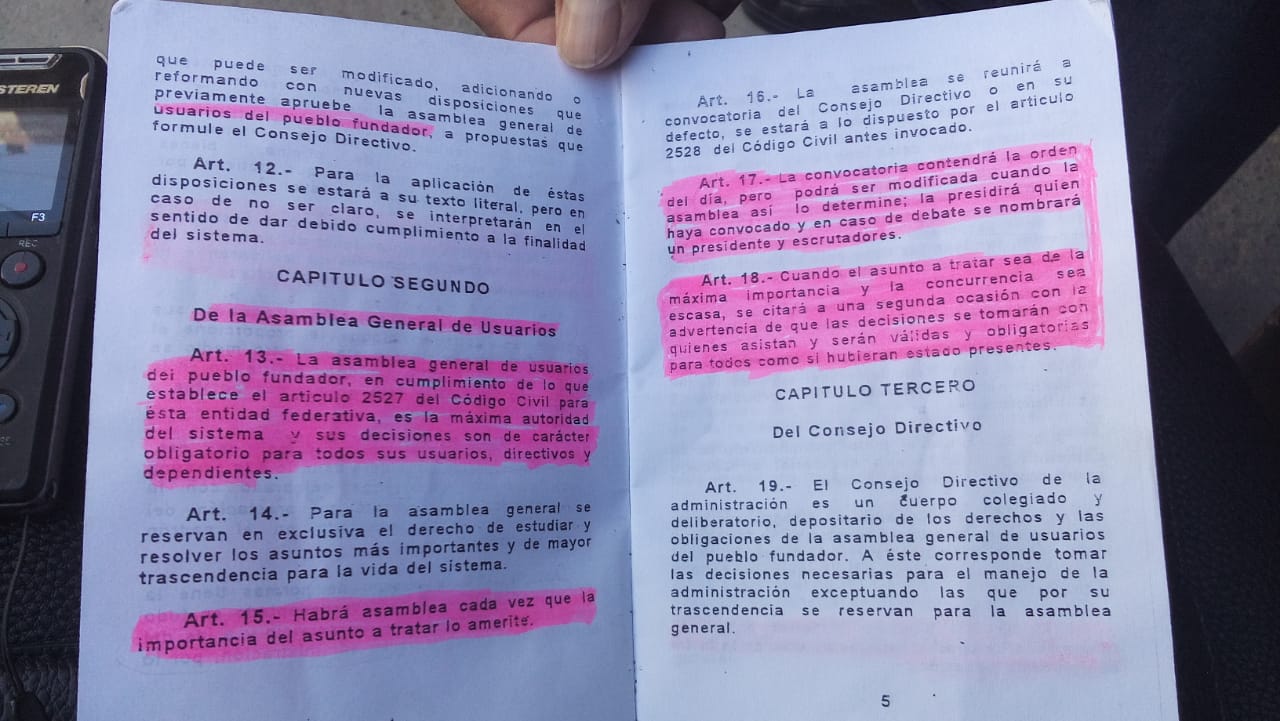 STEREN
F3
REC
que puede ser modificado, adicionando o
reformando con nuevas disposiciones que
previamente apruebe la asamblea general de
usuarios del pueblo fundador, a propuestas que
formule el Consejo Directivo.
Art. 12.- Para la aplicación de éstas
disposiciones se estará a su texto literal, pero en
caso de no ser claro, se interpretarán en el
sentido de dar debido cumplimiento a la finalidad
del sistema.
CAPITULO SEGUNDO
De la Asamblea General de Usuarios
Art. 13.- La asamblea general de usuarios
del pueblo fundador, en cumplimiento de lo que
establece el articulo 2527 del Código Civil para
ésta entidad federativa, es la máxima autoridad
del sistema y sus decisiones son de carácter
obligatorio para todos sus usuarios, directivos y
dependientes.
Art. 14.- Para la asamblea general se
reservan en exclusiva el derecho de estudiar y
resolver los asuntos más importantes y de mayor
trascendencia para la vida del sistema.
Art. 15.- Habrá asamblea cada vez que la
importancia del asunto a tratar lo amerite.
Art. 16.- La asamblea se reunirá a
convocatoria del Consejo Directivo o en su
defecto, se estará a lo dispuesto por el articulo
2528 del Código Civil antes invocado.
Art. 17.- La convocatoria contendrá la orden
del día, pero podrá ser modificada cuando la
asamblea asi lo determine; la presidirá quien
haya convocado y en caso de debate se nombrará
un presidente y escrutadores.
Art. 18.- Cuando el asunto a tratar sea de la
máxima importancia y la concurrencia sea
escasa, se citará a una segunda ocasión con la
advertencia de que las decisiones se tomarán con
quienes asistan y serán válidas y obligatorias
para todos como si hubieran estado presentes.
CAPITULO TERCERO
Del Consejo Directivo
Art. 19.- El Consejo Directivo de la
administración es un cuerpo colegiado y
deliberatorio, depositario de los derechos y las
obligaciones de la asamblea general de usuarios
del pueblo fundador. A éste corresponde tomar
las decisiones necesarias para el manejo de la
administración exceptuando las que por su
trascendencia se reservan para la asamblea
general.
5